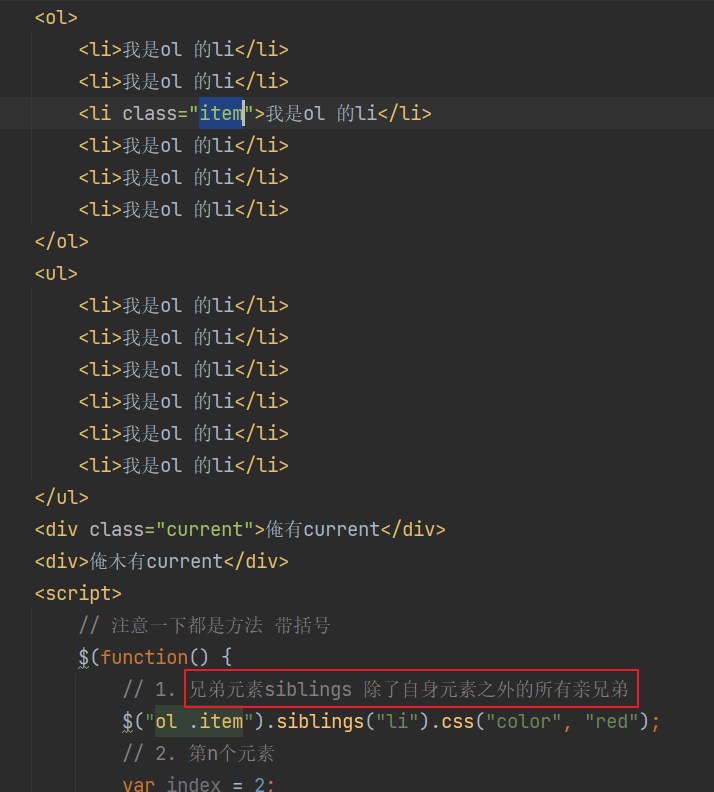 <ol>
<li>我是ol 的li</li>
<li>我是ol 的li</li>
<li class="item">我是ol 的li</li>
<li>我是ol 的li</li>
<li>我是ol 的li</li>
<li>我是ol 的li</li>
</ol>
<ul>
<li>我是ol 的li</li>
<li>我是ol 的li</li>
<li>我是ol 的li</li>
<li>我是ol 的li</li>
<li>我是ol 的li</li>
<li>我是ol 的li</li>
</ul>
<div class="current">俺有current</div>
<div>俺木有current</div>
<script>
// 注意一下都是方法 带括号
$(function() {
// 1. 兄弟元素siblings 除了自身元素之外的所有亲兄弟
$("ol .item").siblings("li").css("color", "red");
// 2. 第n个元素
var index = 2;